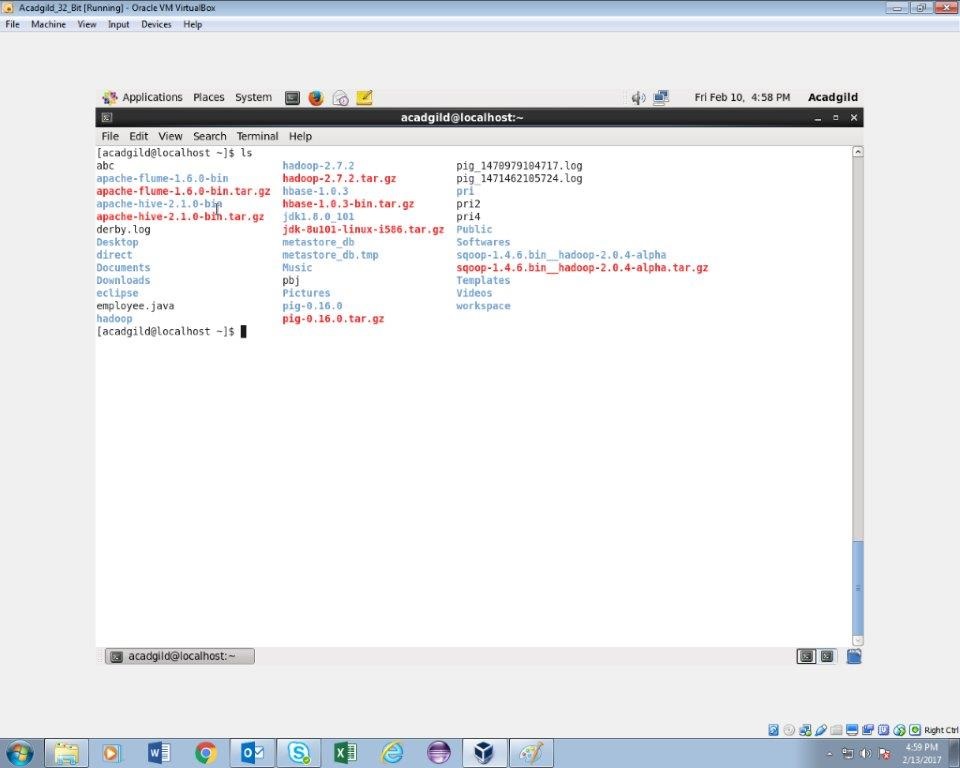 Acadgild_32_Bit [Running] - Oracle VM VirtualBox
File Machine View Input Devices Help
Applications Places System Fri Feb 10, 4:58 PM Acadgild
acadgild@localhost:~
File Edit View Search Terminal Help
[acadgild@localhost ~]$ ls
abc hadoop-2.7.2 pig_1470979104717.log
apache-flume-1.6.0-bin hadoop-2.7.2.tar.gz pig_1471462105724.log
apache-flume-1.6.0-bin.tar.gz hbase-1.0.3 pri
apache-hive-2.1.0-bin hbase-1.0.3-bin.tar.gz pri2
apache-hive-2.1.0-bin.tar.gz jdk1.8.0_101 pri4
derby.log jdk-8u101-linux-i586.tar.gz Public
Desktop metastore_db Softwares
direct metastore_db.tmp sqoop-1.4.6.bin__hadoop-2.0.4-alpha
Documents Music sqoop-1.4.6.bin__hadoop-2.0.4-alpha.tar.gz
Downloads pbj Templates
eclipse Pictures Videos
employee.java pig-0.16.0 workspace
hadoop pig-0.16.0.tar.gz
[acadgild@localhost ~]$
acadgild@localhost:~
Right Ctrl
4:59 PM
2/13/2017